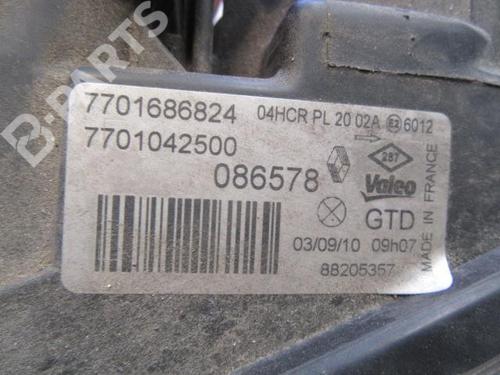 B-PARTS
7701686824 04HCR PL 20 02A E2 6012
7701042500
086578
287
Valeo
GTD
03/09/10 09h07
88205357
MADE IN FRANCE